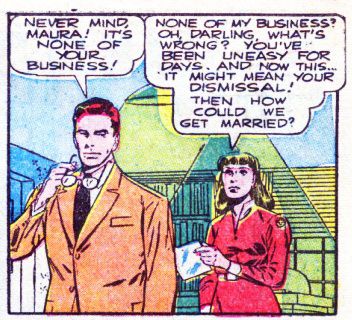 NEVER MIND,
MAURA! IT'S
NONE OF
YOUR
BUSINESS!
NONE OF MY BUSINESS?
OH, DARLING, WHAT'S
WRONG? YOU'VE
BEEN UNEASY FOR
DAYS. AND NOW THIS...
IT MIGHT MEAN YOUR
DISMISSAL!
THEN HOW
COULD WE
GET MARRIED?